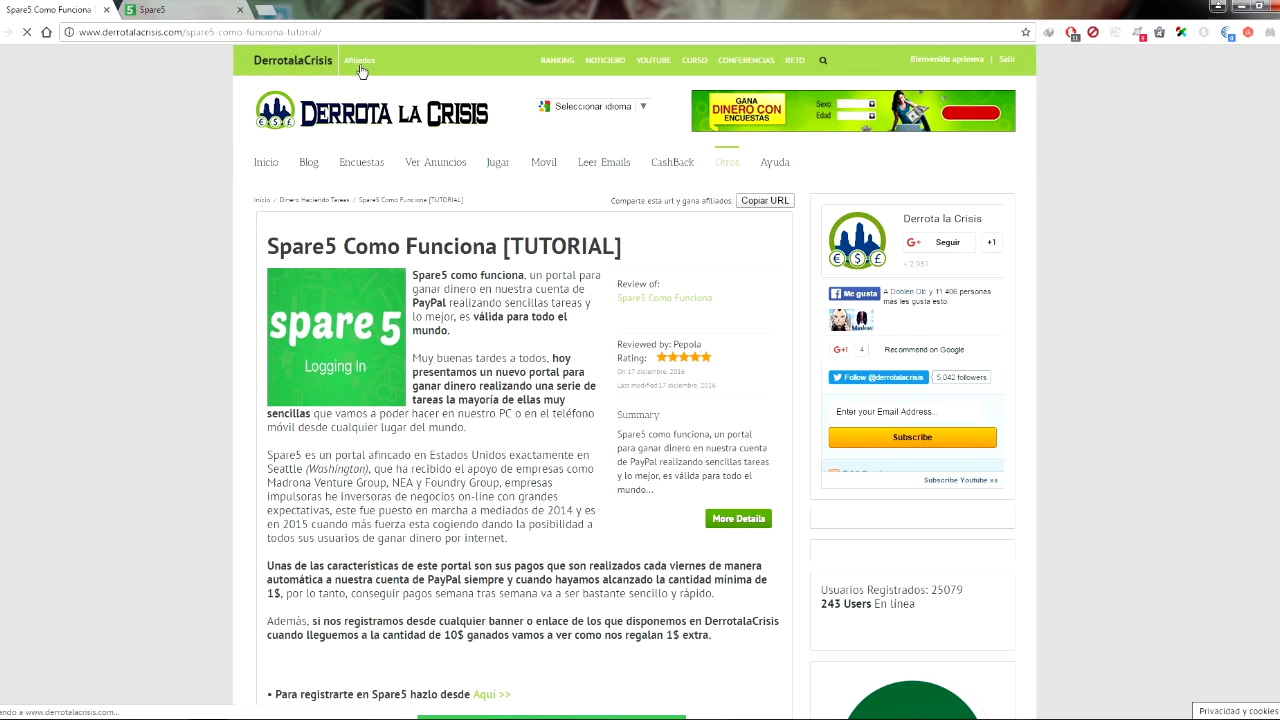 Spare5 Como Funciona
Spare5
www.derrotalacrisis.com/spare5-como-funciona-tutorial/
DerrotalaCrisis
Afiliados
RANKING NOTICIERO YOUTUBE CURSO CONFERENCIAS RETO
Bienvenido aprimera | Salir
DERROTA LA CRISIS
Seleccionar idioma ▼
GANA
DINERO CON
ENCUESTAS
Sexo
Edad
Inicio Blog Encuestas Ver Anuncios Jugar Movil Leer Emails CashBack Otros Ayuda
Inicio / Dinero Haciendo Tareas / Spare5 Como Funciona [TUTORIAL]
Comparte esta url y gana afiliados: Copiar URL
Spare5 Como Funciona [TUTORIAL]
spare5
Logging In
Spare5 como funciona, un portal para
ganar dinero en nuestra cuenta de
PayPal realizando sencillas tareas y
lo mejor, es válida para todo el
mundo.
Muy buenas tardes a todos, hoy
presentamos un nuevo portal para
ganar dinero realizando una serie de
tareas la mayoría de ellas muy
sencillas que vamos a poder hacer en nuestro PC o en el teléfono
móvil desde cualquier lugar del mundo.
Spare5 es un portal afincado en Estados Unidos exactamente en
Seattle (Washington), que ha recibido el apoyo de empresas como
Madrona Venture Group, NEA y Foundry Group, empresas
impulsoras he inversoras de negocios on-line con grandes
expectativas, este fue puesto en marcha a mediados de 2014 y es
en 2015 cuando más fuerza esta cogiendo dando la posibilidad a
todos sus usuarios de ganar dinero por internet.
Unas de las características de este portal son sus pagos que son realizados cada viernes de manera
automática a nuestra cuenta de PayPal siempre y cuando hayamos alcanzado la cantidad mínima de
1$, por lo tanto, conseguir pagos semana tras semana va a ser bastante sencillo y rápido.
Además, si nos registramos desde cualquier banner o enlace de los que disponemos en DerrotalaCrisis
cuando lleguemos a la cantidad de 10$ ganados vamos a ver como nos regalan 1$ extra.
• Para registrarte en Spare5 hazlo desde Aquí >>
Review of:
Spare5 Como Funciona
Reviewed by: Pepola
Rating:
On 17 diciembre, 2016
Last modified:17 diciembre, 2016
Summary:
Spare5 como funciona, un portal
para ganar dinero en nuestra cuenta
de PayPal realizando sencillas tareas
y lo mejor, es válida para todo el
mundo...
More Details
Derrota la Crisis
G+ Seguir +1
+ 2.951
Me gusta
A Dobien Dlc y 11 406 personas
más les gusta esto.
G+1 4 Recommend on Google
Follow @derrotalacrisis 5,042 followers
Enter your Email Address...
Subscribe
Subscribe Youtube »»
Usuarios Registrados: 25079
243 Users En línea
ando a www.derrotalacrisis.com...
Privacidad y cookies